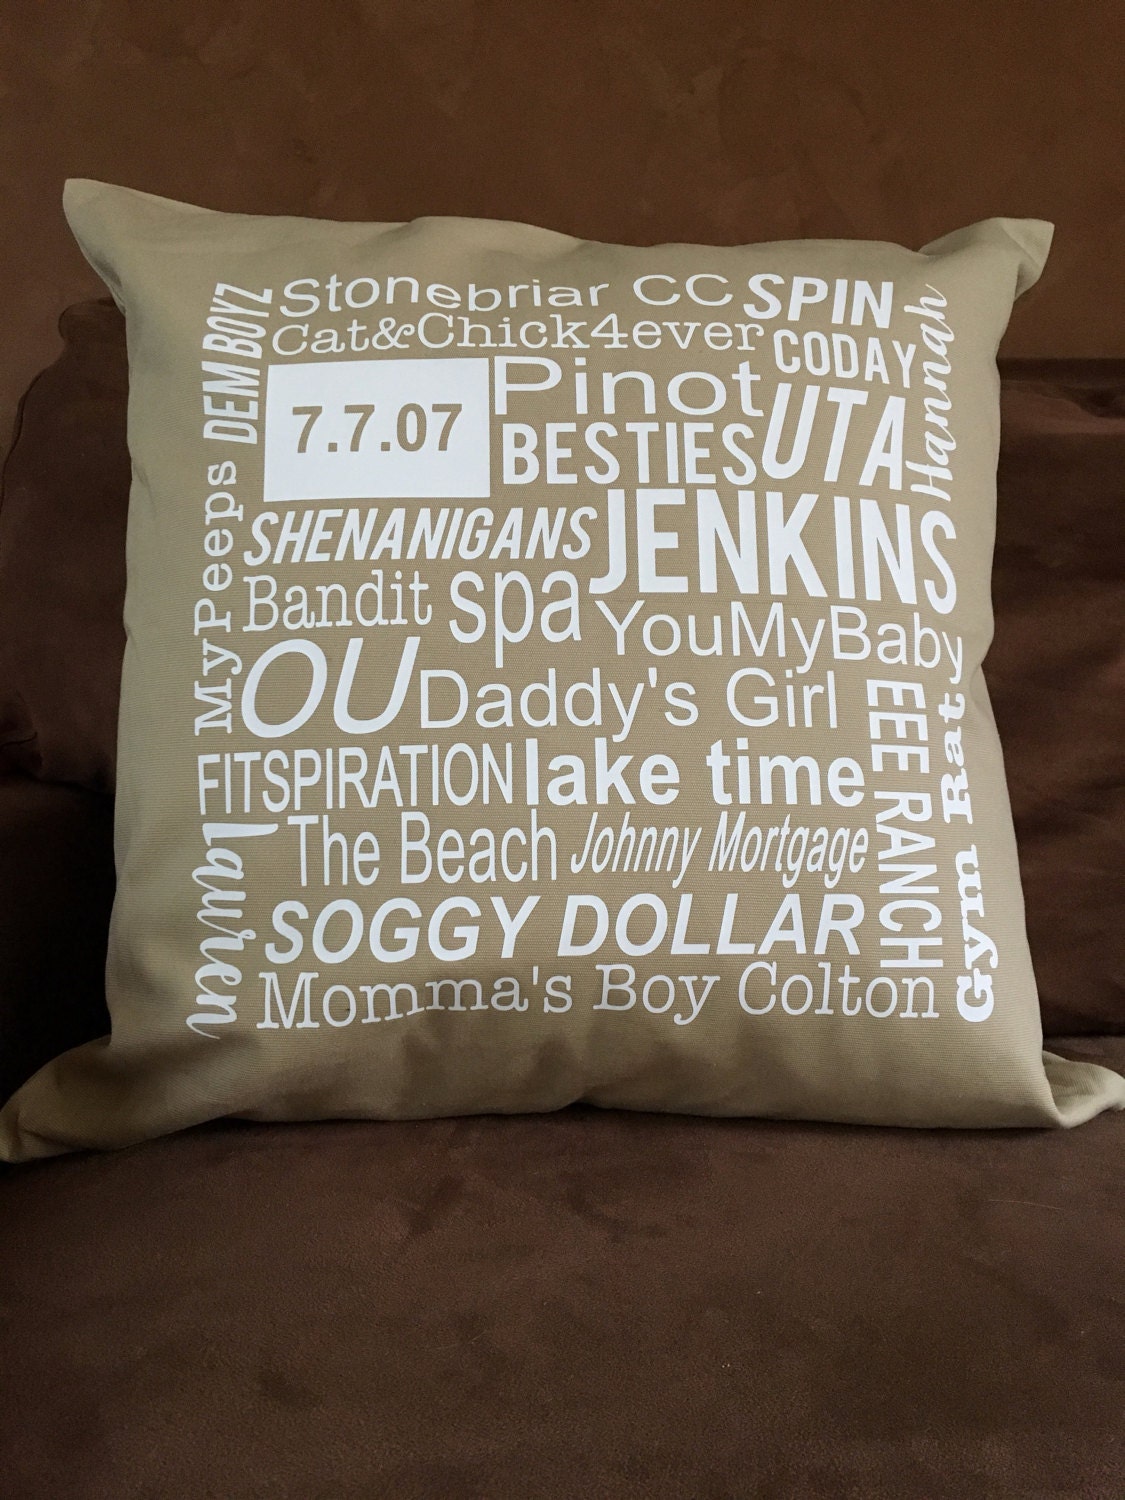 Stonebriar CC
SPIN
Cat&Chick4ever
CODAY
Hannah
DEM BOYZ
7.7.07
Pinot
UTA
BESTIES
JENKINS
SHENANIGANS
MyPeeps
Bandit
spa
YouMyBaby
OU
Daddy's Girl
EEE RANCH
Gym Rat
FITSPIRATION
lake time
Lauren
The Beach
Johnny Mortgage
SOGGY DOLLAR
Momma's Boy Colton